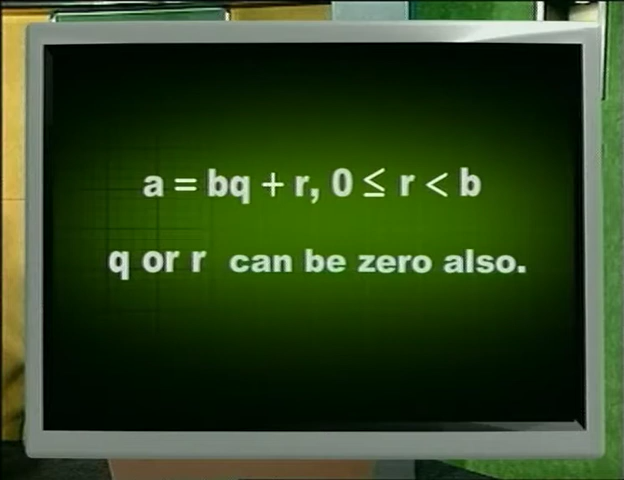 a = bq + r, 0 ≤ r < b
q or r can be zero also.